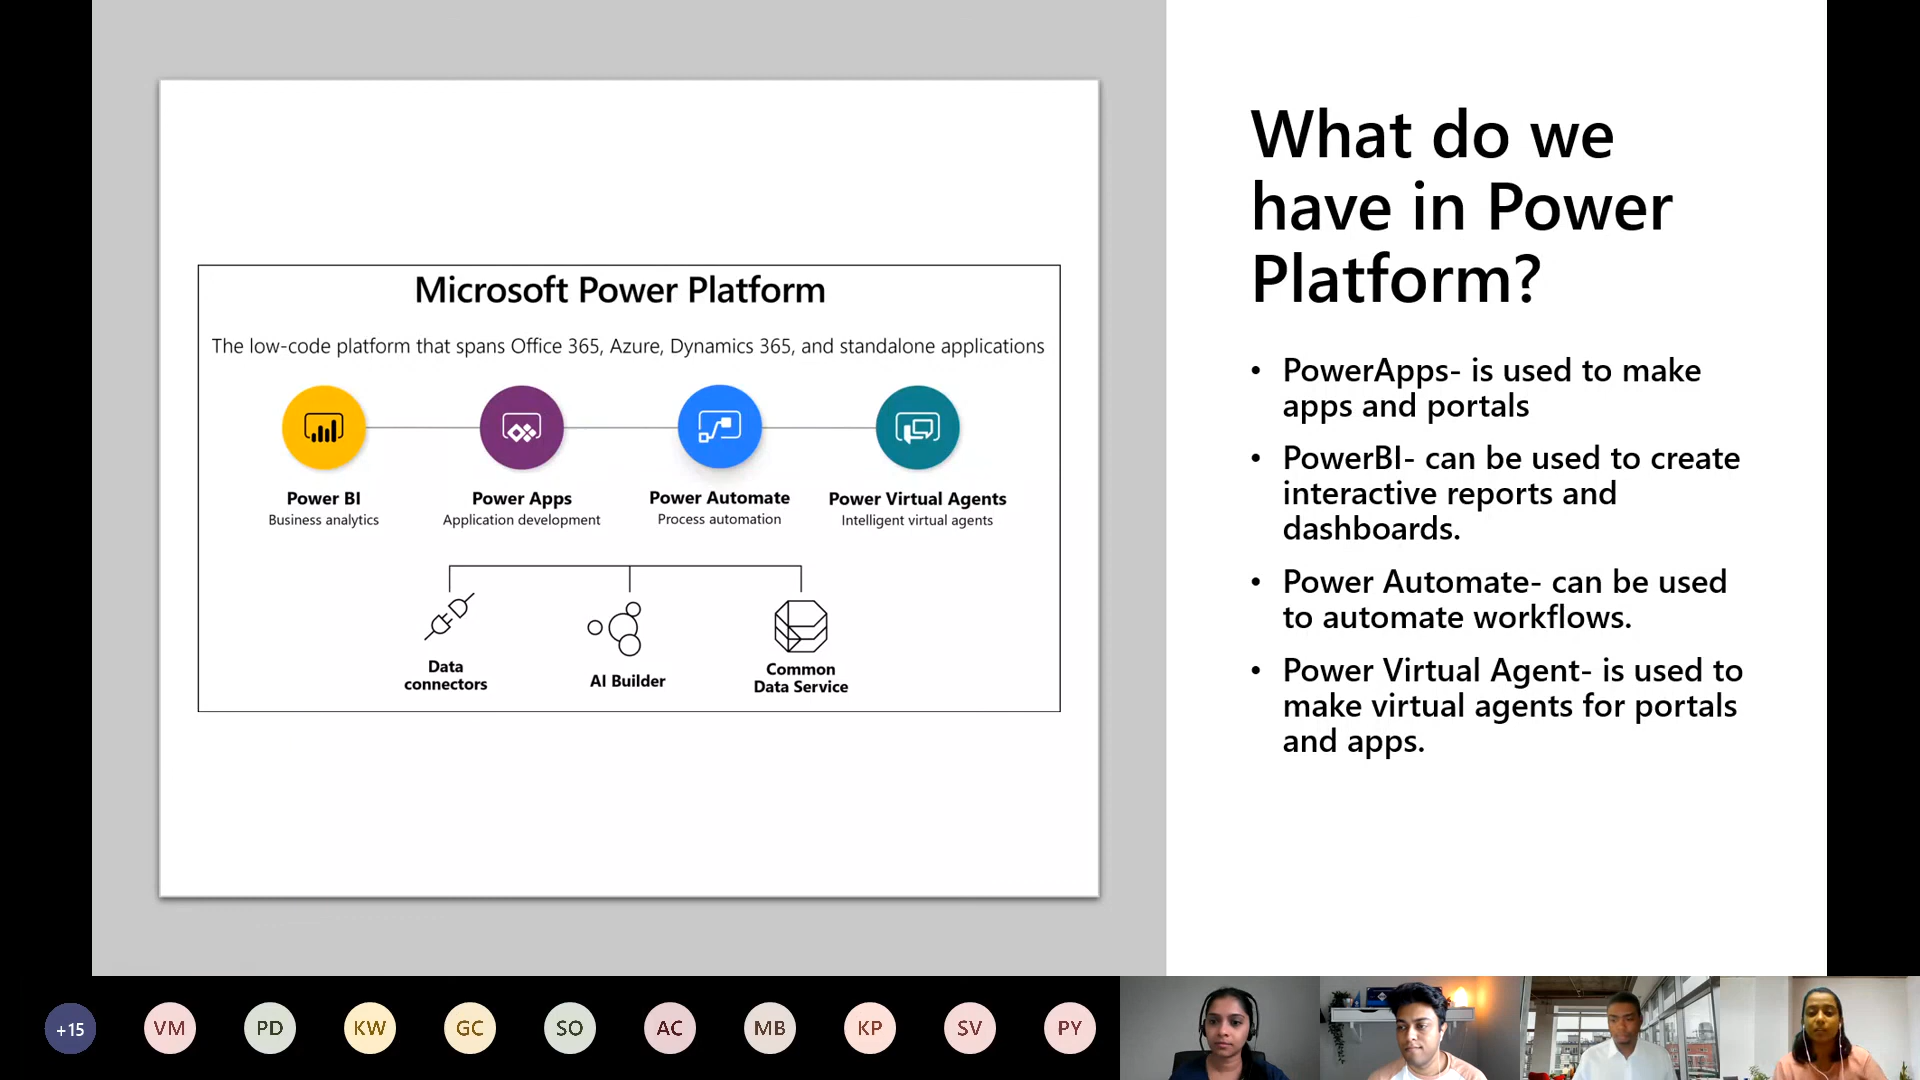 Microsoft Power Platform
The low-code platform that spans Office 365, Azure, Dynamics 365, and standalone applications
Power BI
Business analytics
Power Apps
Application development
Power Automate
Process automation
Power Virtual Agents
Intelligent virtual agents
Data
connectors
AI Builder
Common
Data Service
What do we
have in Power
Platform?
• PowerApps- is used to make
apps and portals
• PowerBI- can be used to create
interactive reports and
dashboards.
• Power Automate- can be used
to automate workflows.
• Power Virtual Agent- is used to
make virtual agents for portals
and apps.
+15
VM
PD
KW
GC
SO
AC
MB
KP
SV
PY